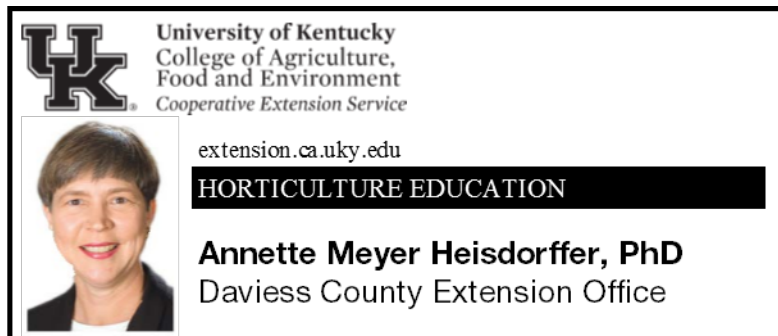 UK®
University of Kentucky
College of Agriculture,
Food and Environment
Cooperative Extension Service
extension.ca.uky.edu
HORTICULTURE EDUCATION
Annette Meyer Heisdorffer, PhD
Daviess County Extension Office